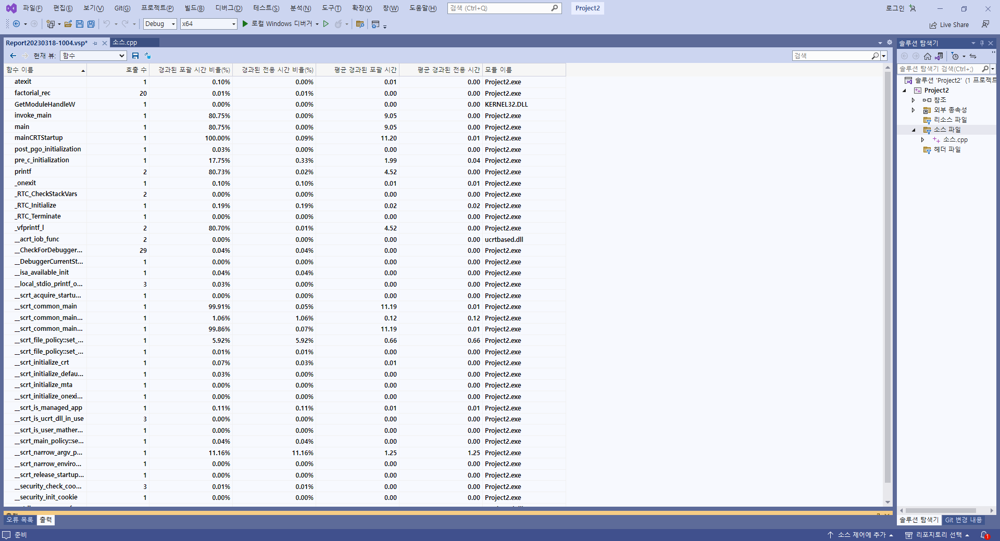 파일(F) 편집(E) 보기(V) Git(G) 프로젝트(P) 빌드(B) 디버그(D) 테스트(S) 분석(N) 도구(T) 확장(X) 창(W) 도움말(H) 검색 (Ctrl+Q) Project2 로그인
Debug x64 로컬 Windows 디버거 Live Share
Report20230318-1004.vsp* 소스.cpp
현재 뷰: 함수 검색
함수 이름 호출 수 경과된 포괄 시간 비율(%) 경과된 전용 시간 비율(%) 평균 경과된 포괄 시간 평균 경과된 전용 시간 모듈 이름
atexit 1 0.10% 0.00% 0.01 0.00 Project2.exe
factorial_rec 20 0.01% 0.01% 0.00 0.00 Project2.exe
GetModuleHandleW 1 0.00% 0.00% 0.00 0.00 KERNEL32.DLL
invoke_main 1 80.75% 0.00% 9.05 0.00 Project2.exe
main 1 80.75% 0.00% 9.05 0.00 Project2.exe
mainCRTStartup 1 100.00% 0.09% 11.20 0.01 Project2.exe
post_pgo_initialization 1 0.03% 0.00% 0.00 0.00 Project2.exe
pre_c_initialization 1 17.75% 0.33% 1.99 0.04 Project2.exe
printf 2 80.73% 0.02% 4.52 0.00 Project2.exe
_onexit 1 0.10% 0.10% 0.01 0.01 Project2.exe
_RTC_CheckStackVars 2 0.00% 0.00% 0.00 0.00 Project2.exe
_RTC_Initialize 1 0.19% 0.19% 0.02 0.02 Project2.exe
_RTC_Terminate 1 0.00% 0.00% 0.00 0.00 Project2.exe
_vfprintf_l 2 80.70% 0.01% 4.52 0.00 Project2.exe
__acrt_iob_func 2 0.00% 0.00% 0.00 0.00 ucrtbased.dll
__CheckForDebugger... 29 0.04% 0.04% 0.00 0.00 Project2.exe
__DebuggerCurrentSt... 1 0.00% 0.00% 0.00 0.00 Project2.exe
__isa_available_init 1 0.04% 0.04% 0.00 0.00 Project2.exe
__local_stdio_printf_o... 3 0.03% 0.00% 0.00 0.00 Project2.exe
__scrt_acquire_startu... 1 0.00% 0.00% 0.00 0.00 Project2.exe
__scrt_common_main 1 99.91% 0.05% 11.19 0.01 Project2.exe
__scrt_common_main... 1 1.06% 1.06% 0.12 0.12 Project2.exe
__scrt_common_main... 1 99.86% 0.07% 11.19 0.01 Project2.exe
__scrt_file_policy::set_... 1 5.92% 5.92% 0.66 0.66 Project2.exe
__scrt_file_policy::set_... 1 0.01% 0.01% 0.00 0.00 Project2.exe
__scrt_initialize_crt 1 0.07% 0.03% 0.01 0.00 Project2.exe
__scrt_initialize_defau... 1 0.03% 0.00% 0.00 0.00 Project2.exe
__scrt_initialize_mta 1 0.00% 0.00% 0.00 0.00 Project2.exe
__scrt_initialize_onexi... 1 0.00% 0.00% 0.00 0.00 Project2.exe
__scrt_is_managed_app 1 0.11% 0.11% 0.01 0.01 Project2.exe
__scrt_is_ucrt_dll_in_use 3 0.00% 0.00% 0.00 0.00 Project2.exe
__scrt_is_user_mather... 1 0.00% 0.00% 0.00 0.00 Project2.exe
__scrt_main_policy::se... 1 0.04% 0.04% 0.00 0.00 Project2.exe
__scrt_narrow_argv_p... 1 11.16% 11.16% 1.25 1.25 Project2.exe
__scrt_narrow_enviro... 1 0.00% 0.00% 0.00 0.00 Project2.exe
__scrt_release_startup... 1 0.00% 0.00% 0.00 0.00 Project2.exe
__security_check_coo... 3 0.01% 0.01% 0.00 0.00 Project2.exe
__security_init_cookie 1 0.00% 0.00% 0.00 0.00 Project2.exe
솔루션 탐색기
솔루션 탐색기 검색(Ctrl+;)
솔루션 'Project2' (1 프로젝트
Project2
참조
외부 종속성
리소스 파일
소스 파일
소스.cpp
헤더 파일
오류 목록 출력 솔루션 탐색기 Git 변경 내용
준비 소스 제어에 추가 리포지토리 선택 1